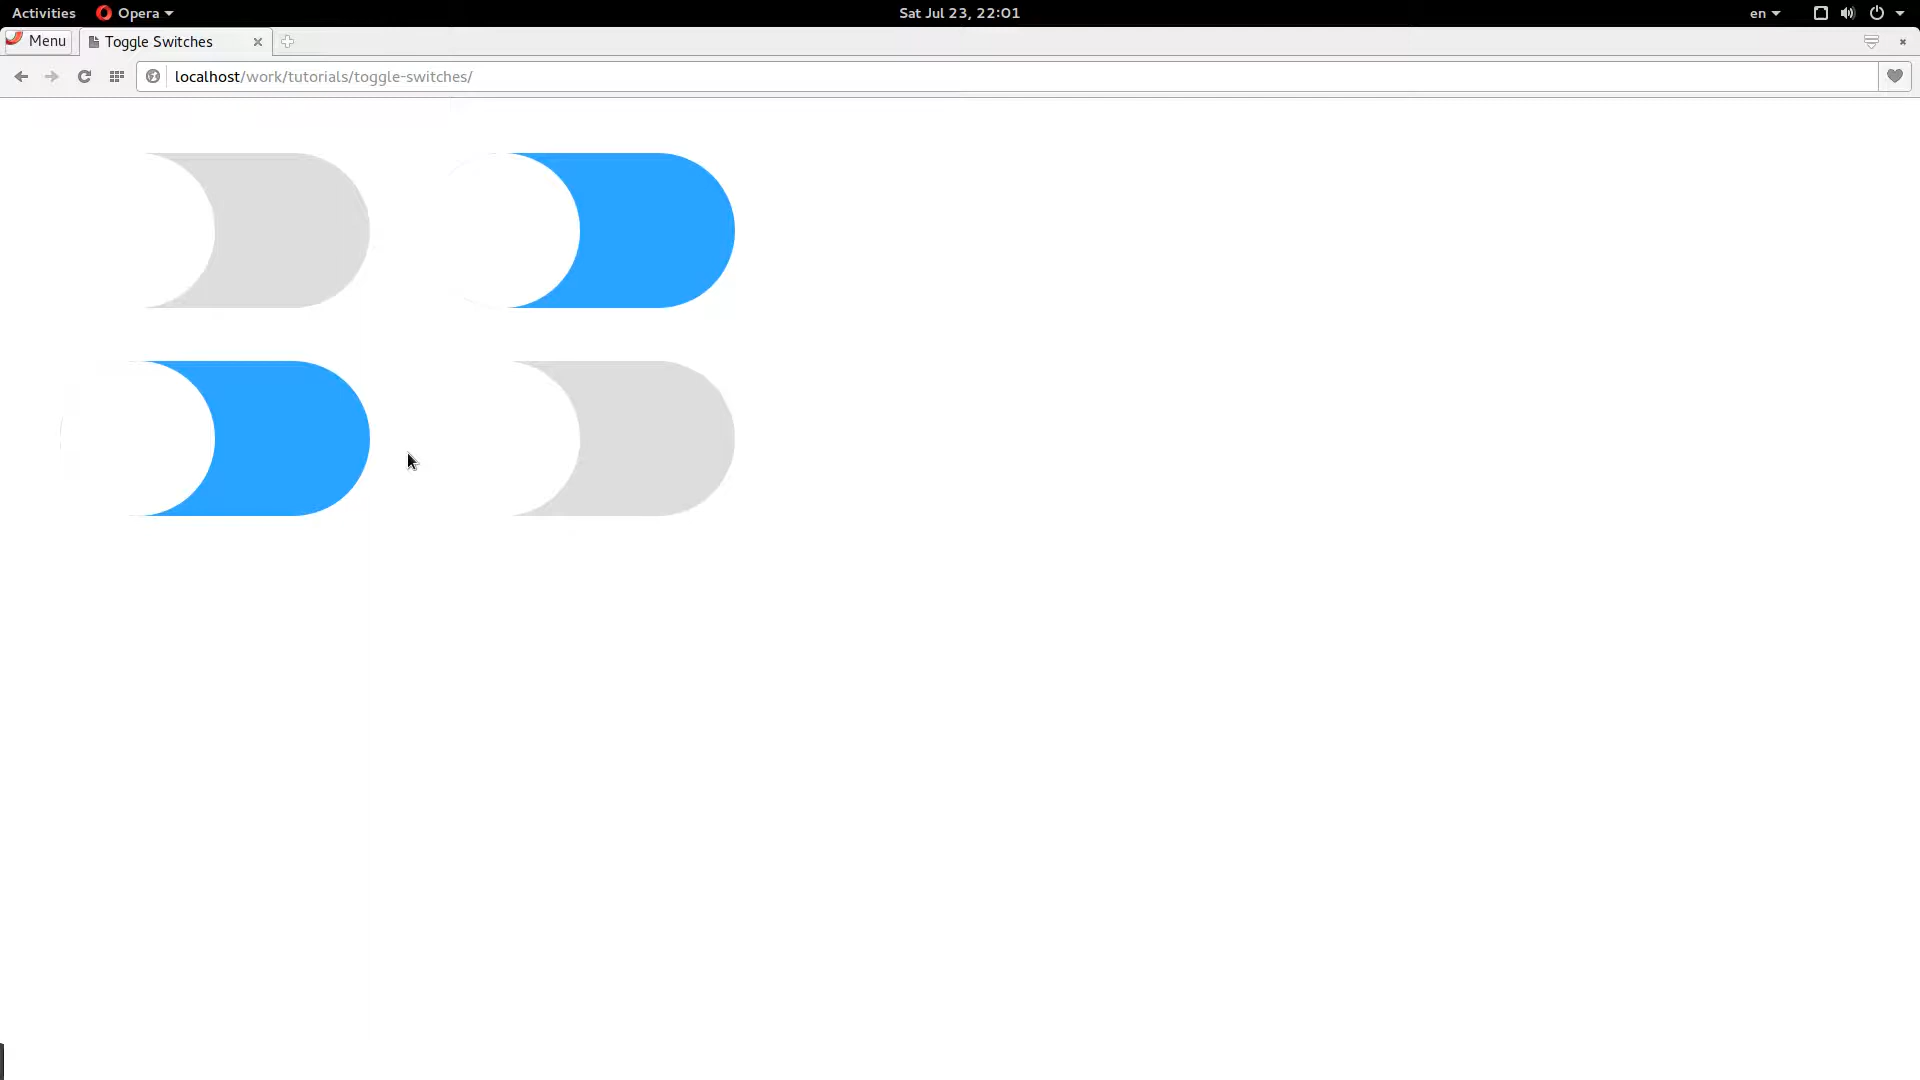 Activities
Opera
Sat Jul 23, 22:01
en
Menu
Toggle Switches
localhost/work/tutorials/toggle-switches/